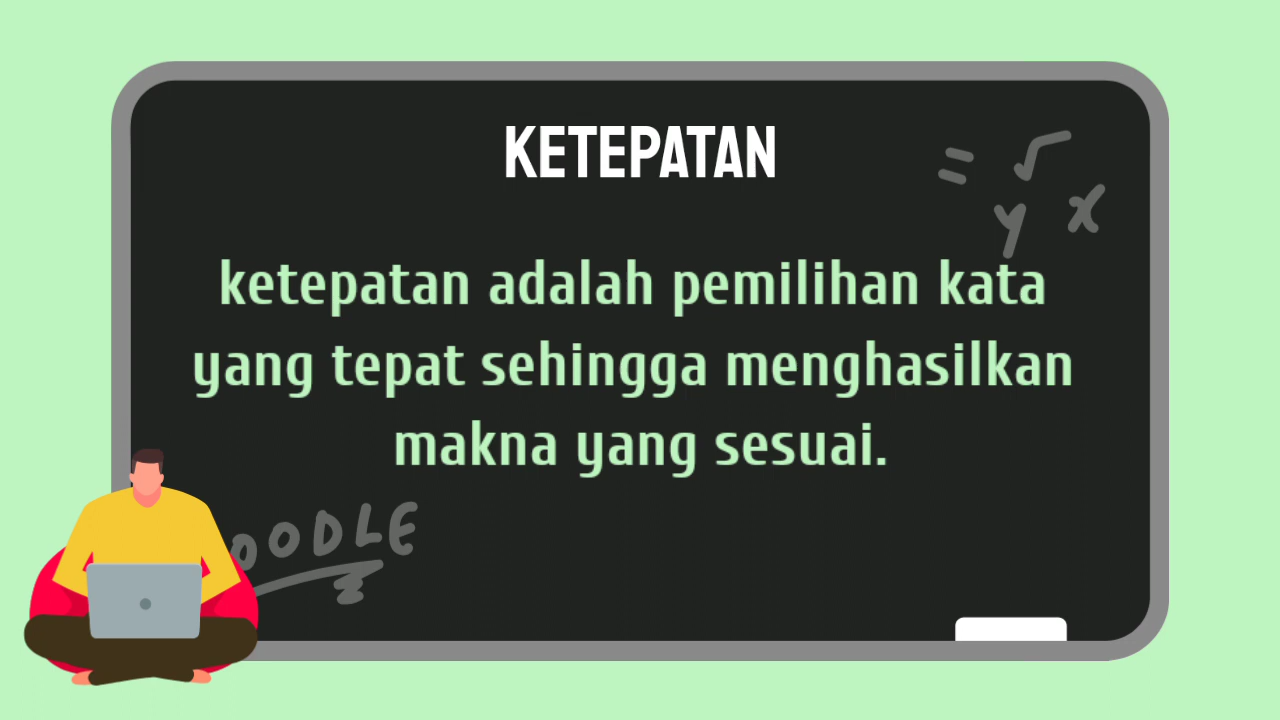 KETEPATAN
= √
y x
ketepatan adalah pemilihan kata
yang tepat sehingga menghasilkan
makna yang sesuai.